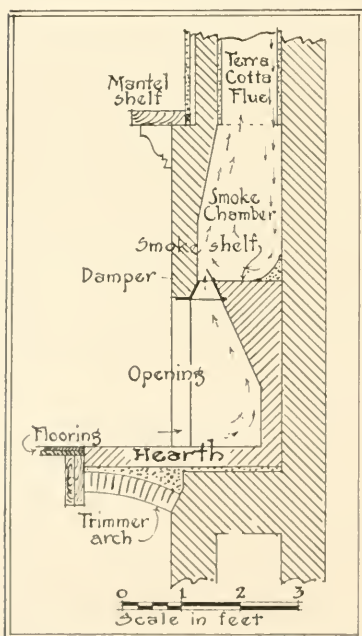 Terra
Cotta
Flue
Mantel
shelf
Smoke
Chamber
Smoke shelf
Damper
Opening
Flooring
Hearth
Trimmer
arch
0 1 2 3
Scale in feet